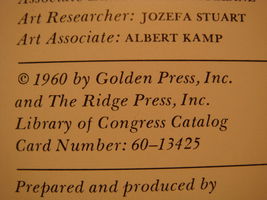 Art Researcher: JOZEFA STUART
Art Associate: ALBERT KAMP
© 1960 by Golden Press, Inc.
and The Ridge Press, Inc.
Library of Congress Catalog
Card Number: 60-13425
Prepared and produced by